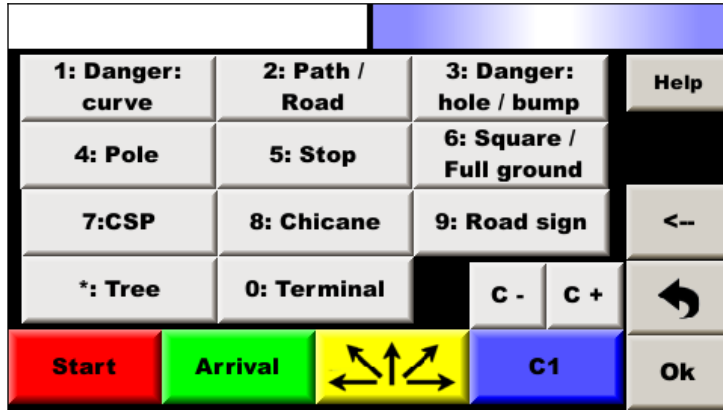 1: Danger:
curve
2: Path /
Road
3: Danger:
hole / bump
Help
4: Pole
5: Stop
6: Square /
Full ground
7:CSP
8: Chicane
9: Road sign
<--
*: Tree
0: Terminal
C -
C +
Start
Arrival
C1
Ok